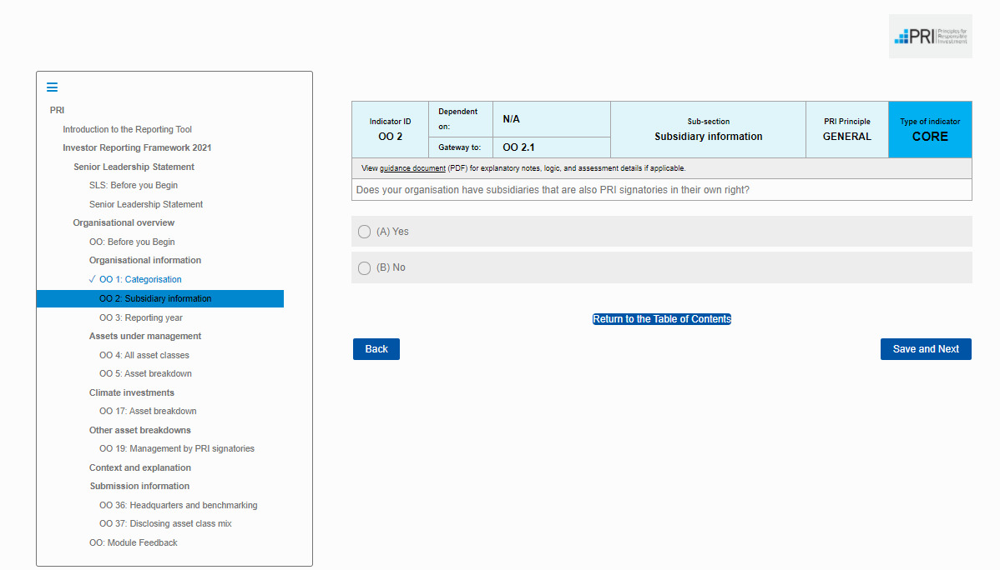 PRI Principles for
Responsible
Investment
PRI
Introduction to the Reporting Tool
Investor Reporting Framework 2021
Senior Leadership Statement
SLS: Before you Begin
Senior Leadership Statement
Organisational overview
OO: Before you Begin
Organisational information
✓ OO 1: Categorisation
OO 2: Subsidiary information
OO 3: Reporting year
Assets under management
OO 4: All asset classes
OO 5: Asset breakdown
Climate investments
OO 17: Asset breakdown
Other asset breakdowns
OO 19: Management by PRI signatories
Context and explanation
Submission information
OO 36: Headquarters and benchmarking
OO 37: Disclosing asset class mix
OO: Module Feedback
Indicator ID
OO 2
Dependent
on:
N/A
Gateway to:
OO 2.1
Sub-section
Subsidiary information
PRI Principle
GENERAL
Type of indicator
CORE
View guidance document (PDF) for explanatory notes, logic, and assessment details if applicable.
Does your organisation have subsidiaries that are also PRI signatories in their own right?
(A) Yes
(B) No
Return to the Table of Contents
Back
Save and Next